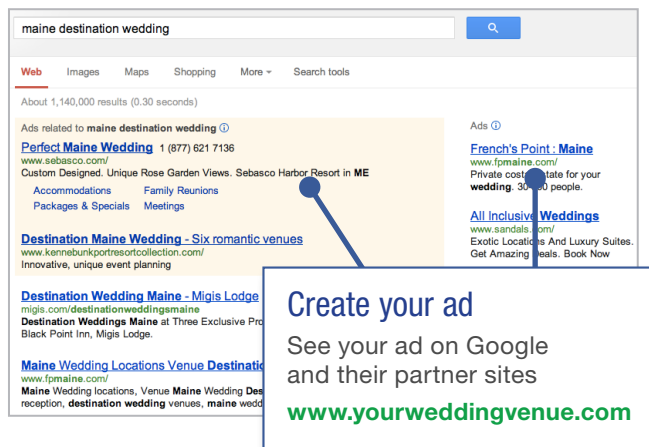 maine destination wedding
Web Images Maps Shopping More Search tools
About 1,140,000 results (0.30 seconds)
Ads related to maine destination wedding
Perfect Maine Wedding 1 (877) 621 7136
www.sebasco.com/
Custom Designed. Unique Rose Garden Views. Sebasco Harbor Resort in ME
Accommodations Family Reunions
Packages & Specials Meetings
Destination Maine Wedding - Six romantic venues
www.kennebunkportresortcollection.com/
Innovative, unique event planning
Destination Wedding Maine - Migis Lodge
migis.com/destinationweddingsmaine
Destination Weddings Maine at Three Exclusive
Black Point Inn, Migis Lodge.
Maine Wedding Locations Venue
www.fpmaine.com/
Maine Wedding locations, Venue Maine Wedding
reception, destination wedding venues, maine
Ads
French's Point : Maine
www.fpmaine.com/
Private for your
wedding. people.
All Inclusive Weddings
www.sandals.com/
Exotic Locations And Luxury Suites.
Get Amazing Deals. Book Now
Create your ad
See your ad on Google
and their partner sites
www.yourweddingvenue.com